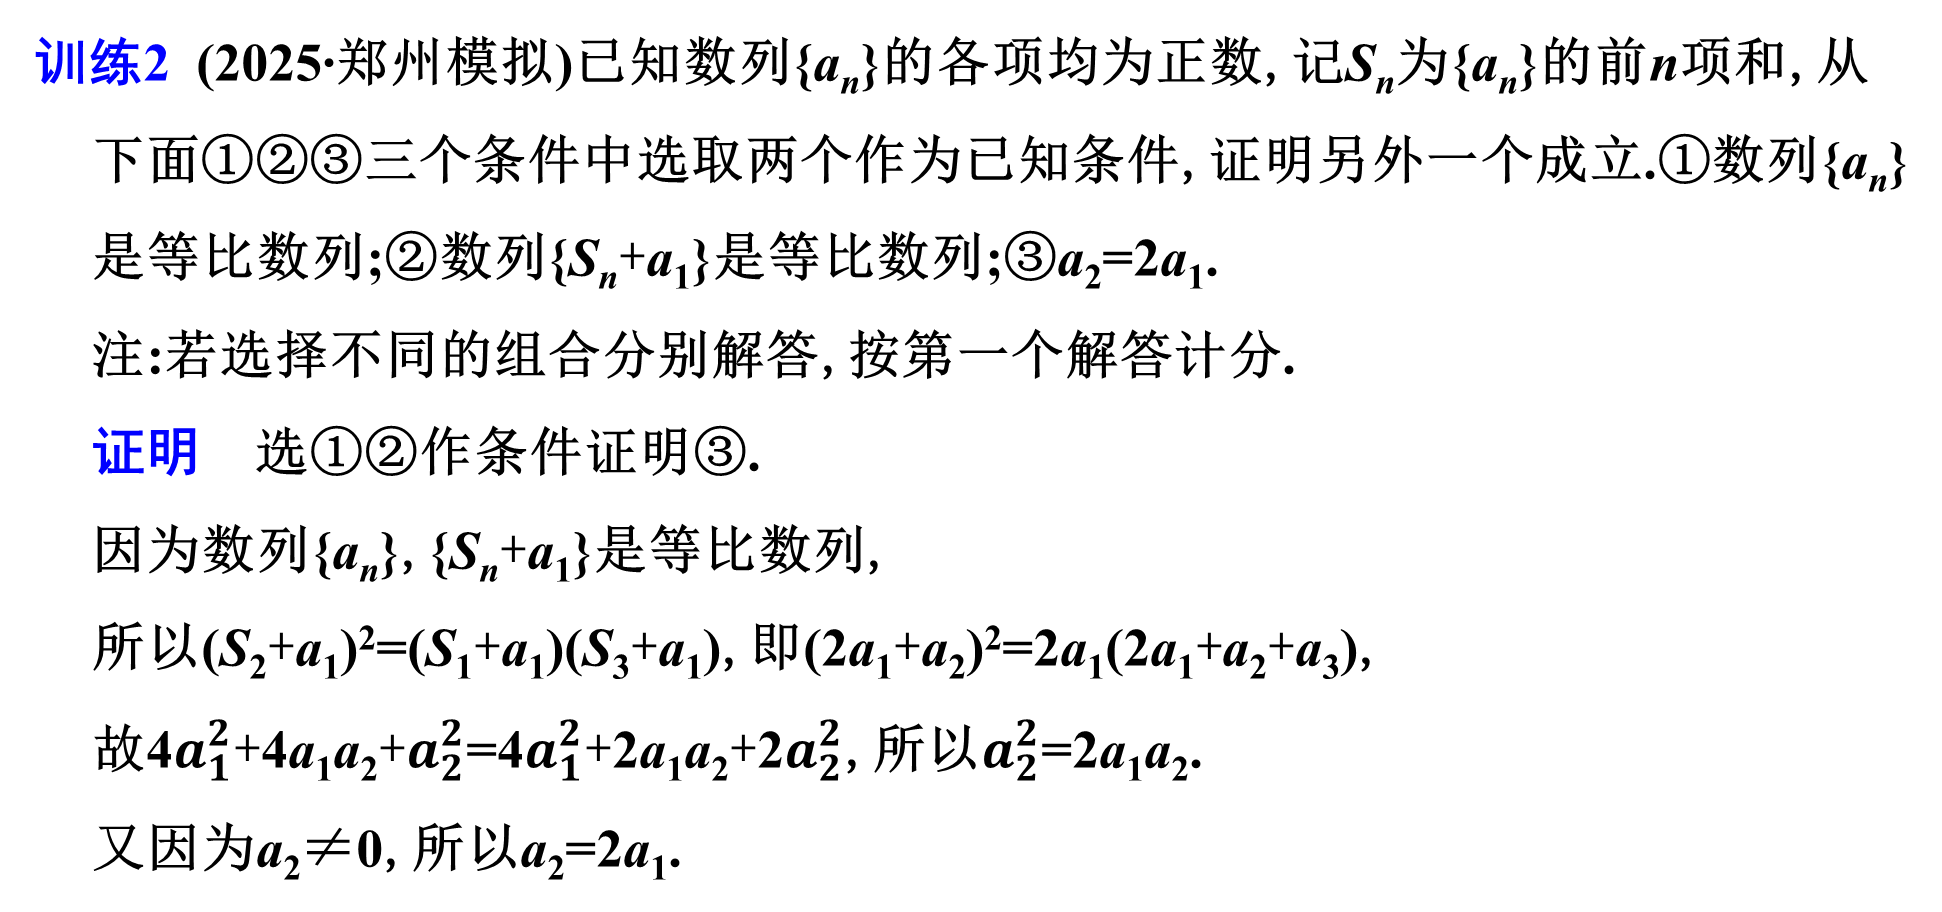 训练2 (2025·郑州模拟)已知数列{aₙ}的各项均为正数, 记Sₙ为{aₙ}的前n项和, 从
下面①②③三个条件中选取两个作为已知条件, 证明另外一个成立.①数列{aₙ}
是等比数列;②数列{Sₙ+a₁}是等比数列;③a₂=2a₁.
注:若选择不同的组合分别解答, 按第一个解答计分.
证明 选①②作条件证明③.
因为数列{aₙ}, {Sₙ+a₁}是等比数列,
所以(S₂+a₁)²=(S₁+a₁)(S₃+a₁), 即(2a₁+a₂)²=2a₁(2a₁+a₂+a₃),
故4a₁²+4a₁a₂+a₂²=4a₁²+2a₁a₂+2a₂², 所以a₂²=2a₁a₂.
又因为a₂≠0, 所以a₂=2a₁.